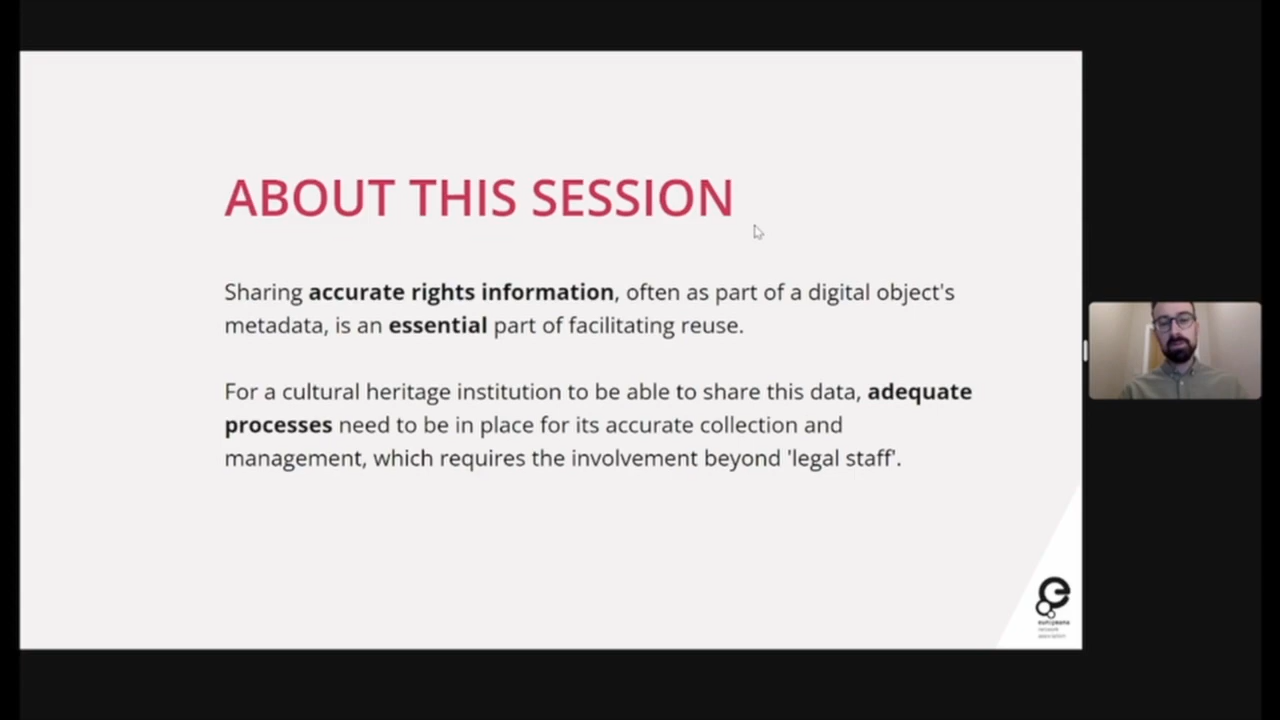 ABOUT THIS SESSION
Sharing accurate rights information, often as part of a digital object's
metadata, is an essential part of facilitating reuse.
For a cultural heritage institution to be able to share this data, adequate
processes need to be in place for its accurate collection and
management, which requires the involvement beyond 'legal staff'.
europeana
network
association